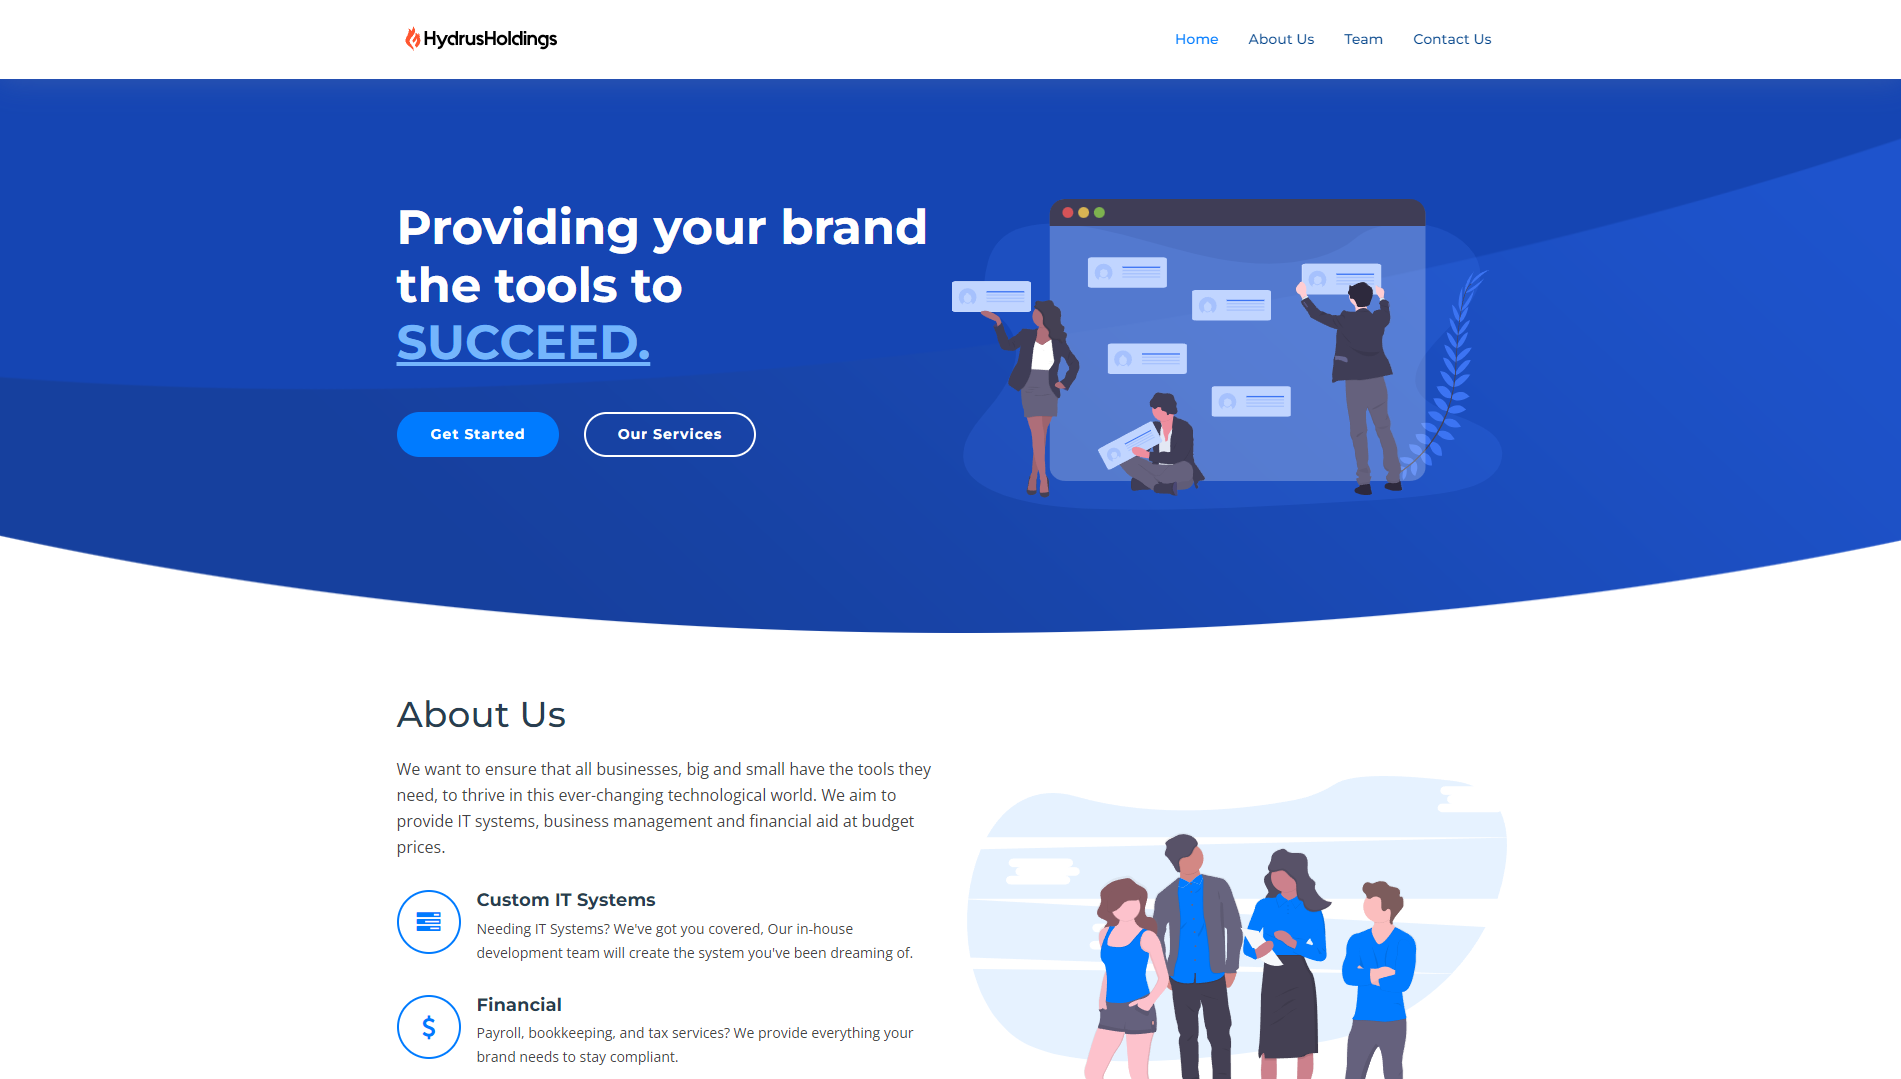 HydrusHoldings
Home About Us Team Contact Us
Providing your brand
the tools to
SUCCEED.
Get Started Our Services
About Us
We want to ensure that all businesses, big and small have the tools they
need, to thrive in this ever-changing technological world. We aim to
provide IT systems, business management and financial aid at budget
prices.
Custom IT Systems
Needing IT Systems? We've got you covered, Our in-house
development team will create the system you've been dreaming of.
Financial
Payroll, bookkeeping, and tax services? We provide everything your
brand needs to stay compliant.